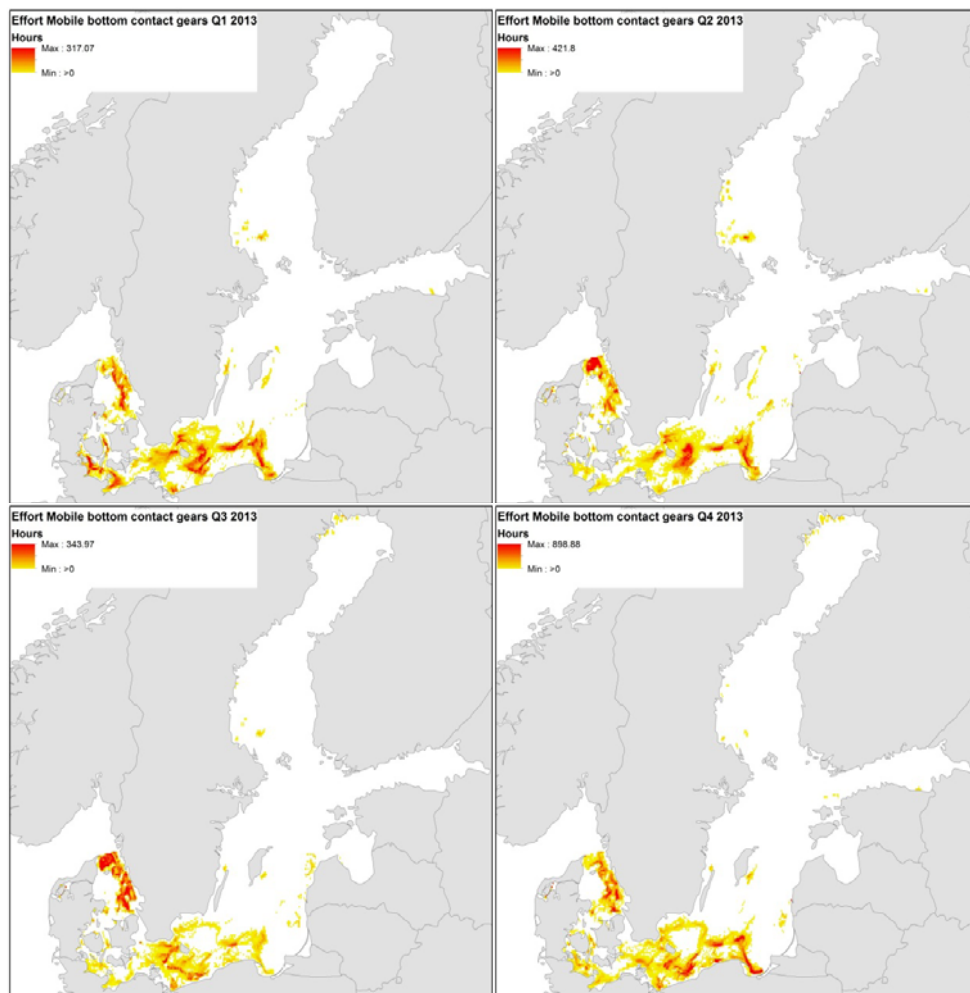 Effort Mobile bottom contact gears Q1 2013
Hours
Max : 317.07
Min : >0
Effort Mobile bottom contact gears Q2 2013
Hours
Max : 421.8
Min : >0
Effort Mobile bottom contact gears Q3 2013
Hours
Max : 343.97
Min : >0
Effort Mobile bottom contact gears Q4 2013
Hours
Max : 898.88
Min : >0